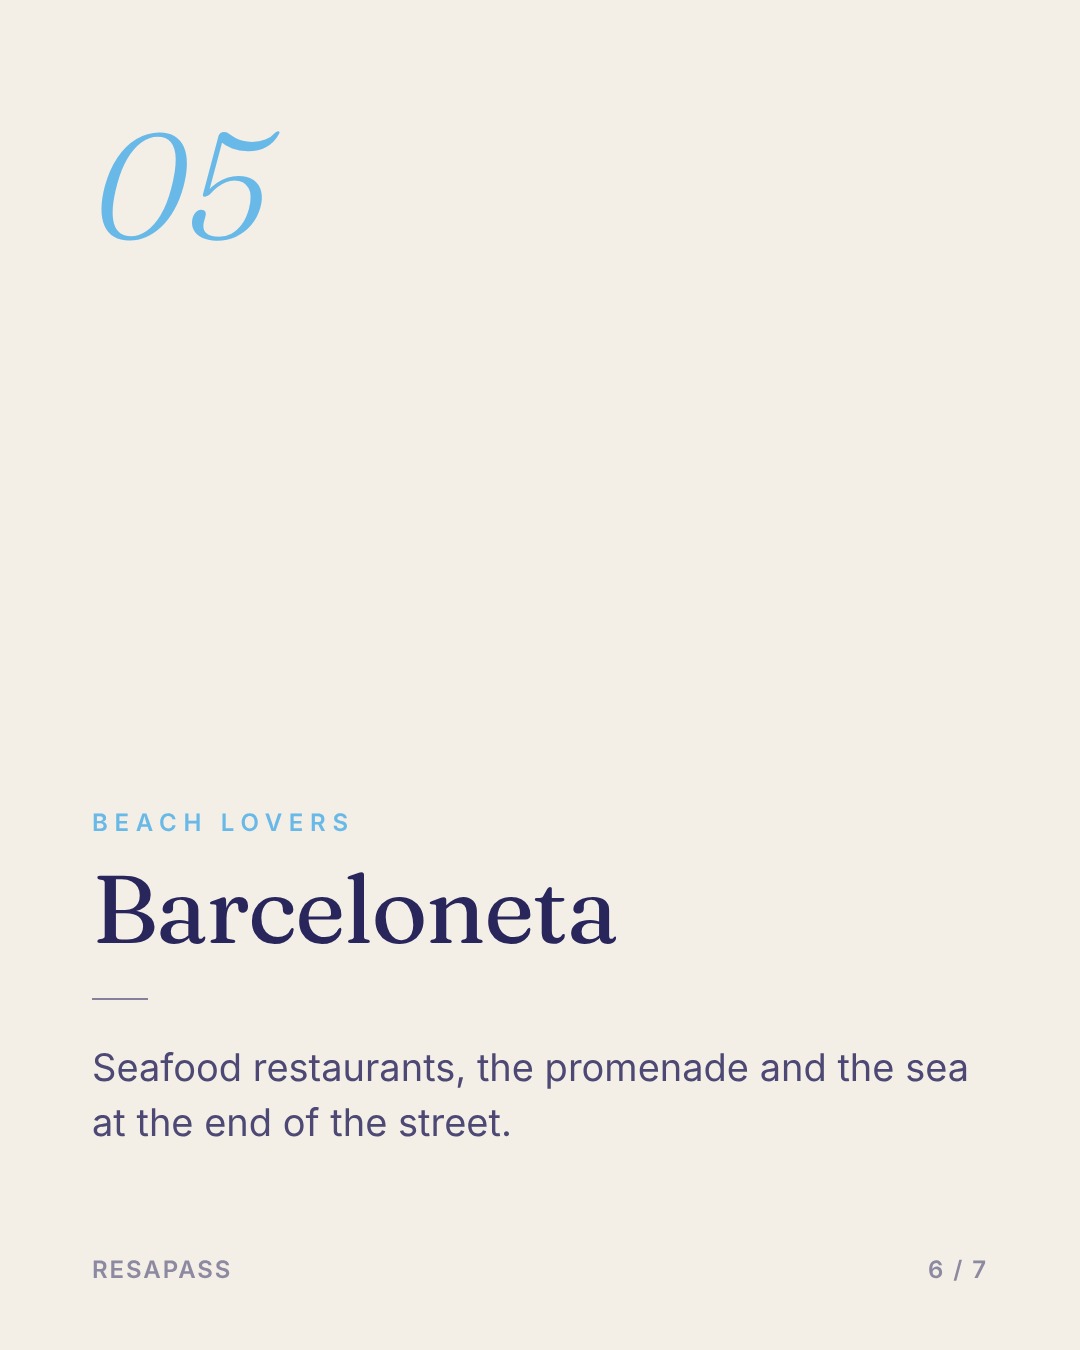 05
BEACH LOVERS
Barceloneta
Seafood restaurants, the promenade and the sea
at the end of the street.
RESAPASS
6 / 7